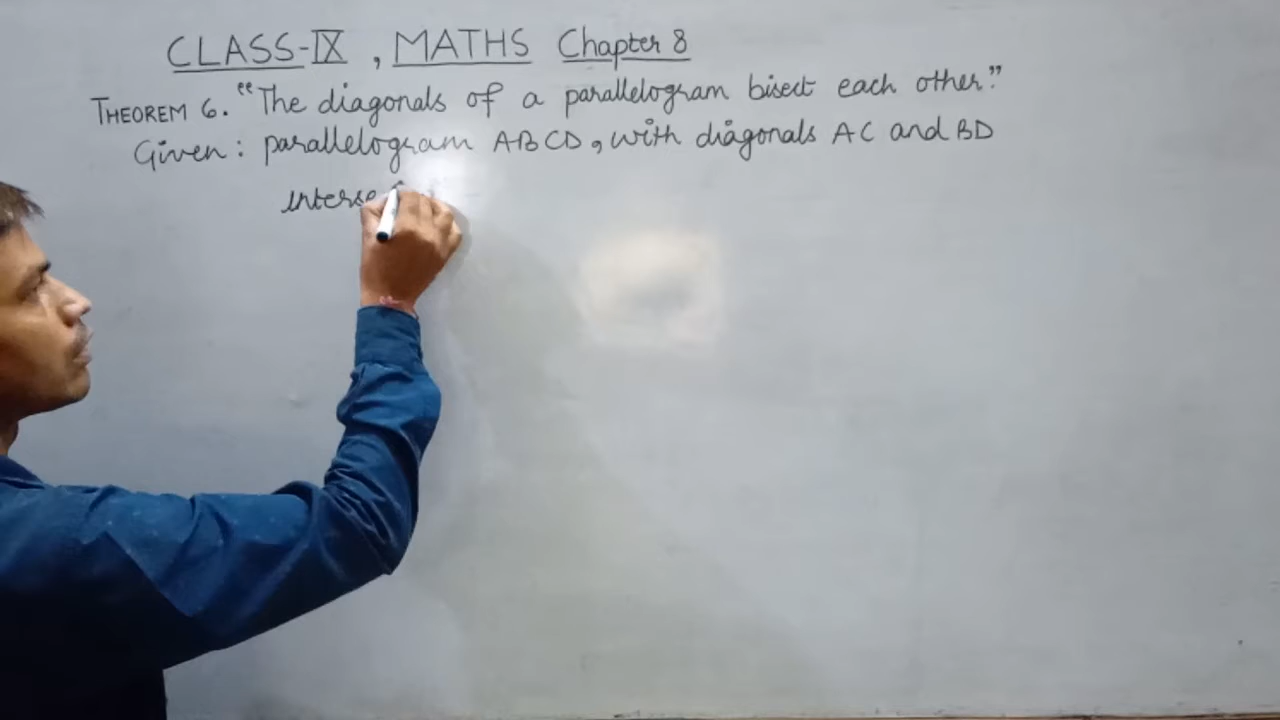 CLASS-IX, MATHS Chapter 8
THEOREM 6. "The diagonals of a parallelogram bisect each other."
Given: parallelogram ABCD, with diagonals AC and BD